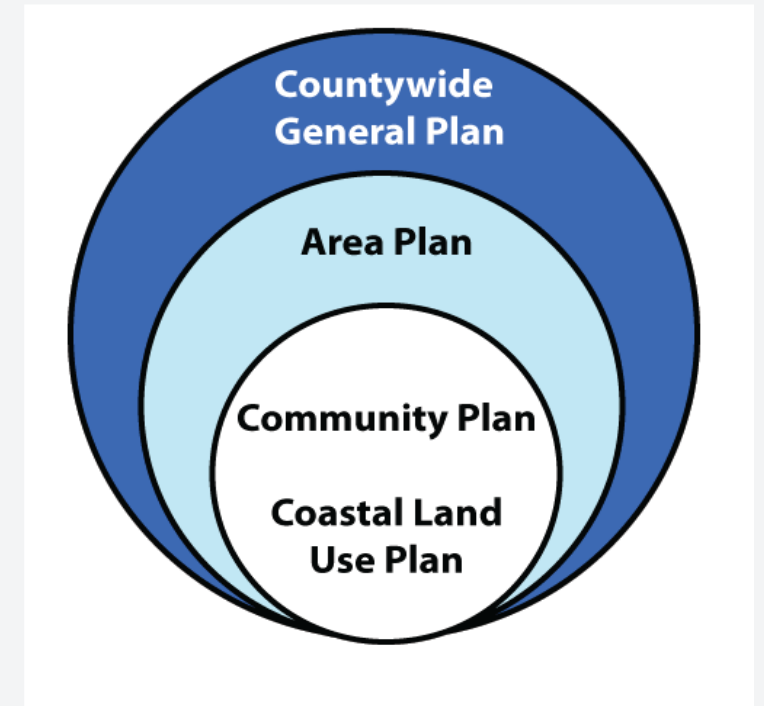 Countywide
General Plan
Area Plan
Community Plan
Coastal Land
Use Plan